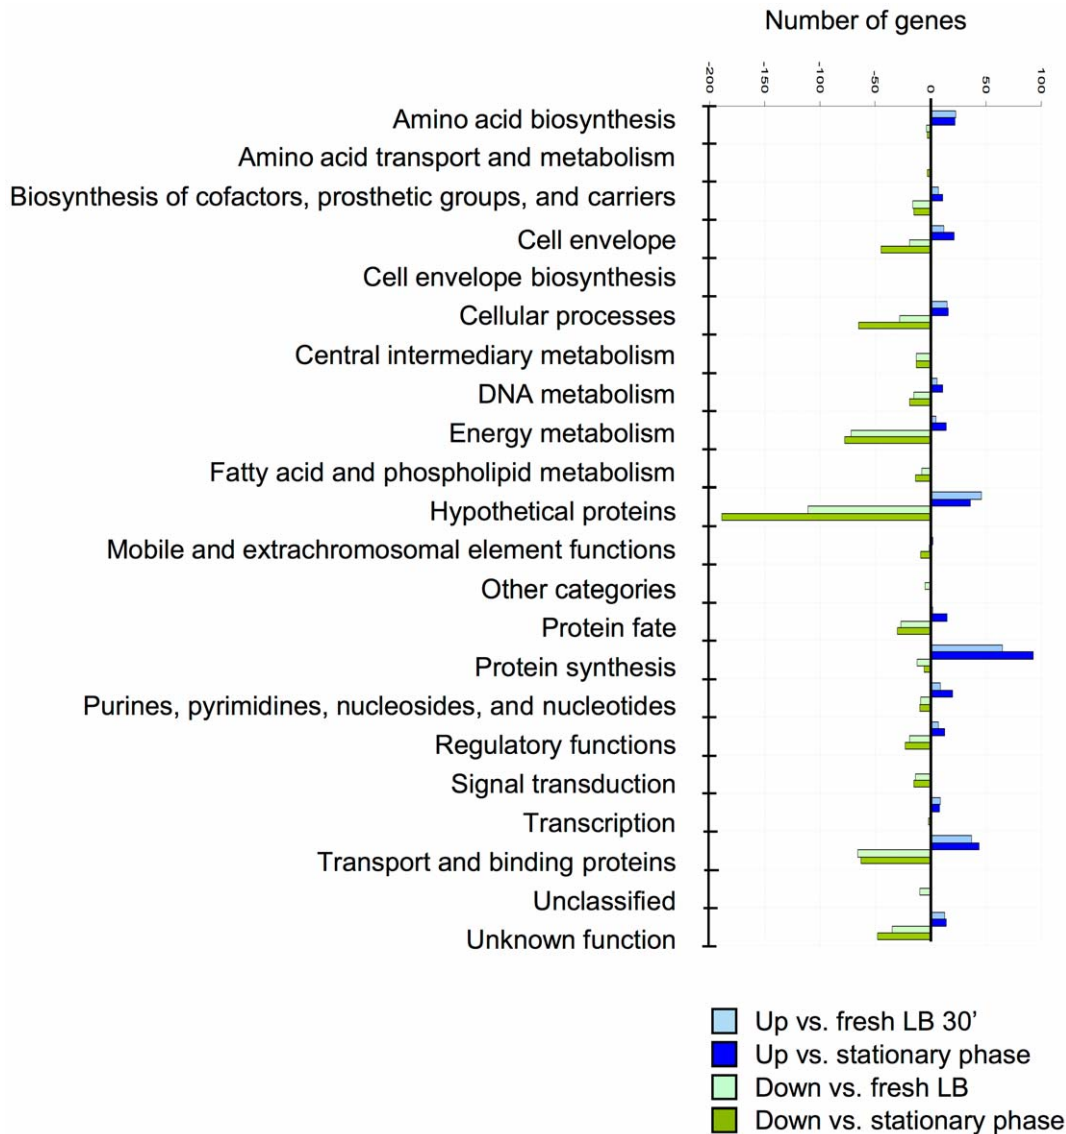 Number of genes
-200 -150 -100 -50 0 50 100
Amino acid biosynthesis
Amino acid transport and metabolism
Biosynthesis of cofactors, prosthetic groups, and carriers
Cell envelope
Cell envelope biosynthesis
Cellular processes
Central intermediary metabolism
DNA metabolism
Energy metabolism
Fatty acid and phospholipid metabolism
Hypothetical proteins
Mobile and extrachromosomal element functions
Other categories
Protein fate
Protein synthesis
Purines, pyrimidines, nucleosides, and nucleotides
Regulatory functions
Signal transduction
Transcription
Transport and binding proteins
Unclassified
Unknown function
Up vs. fresh LB 30’
Up vs. stationary phase
Down vs. fresh LB
Down vs. stationary phase